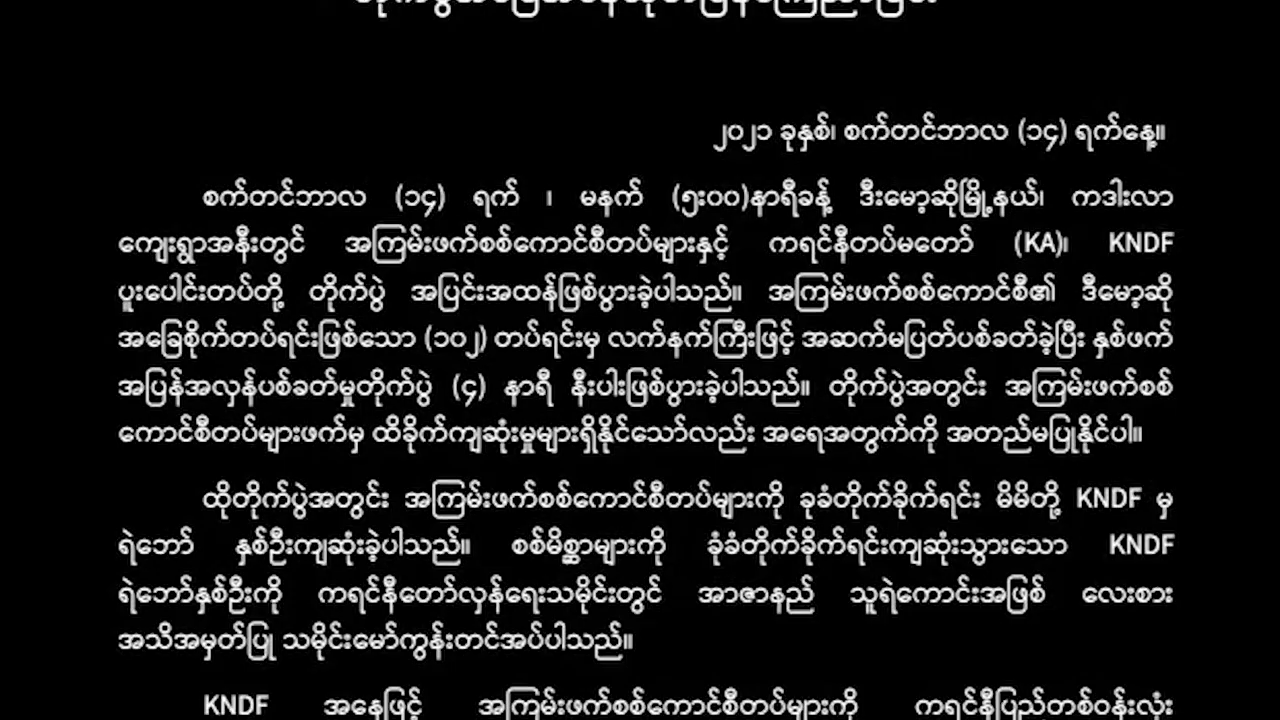 ၂၀၂၁ ခုနှစ်၊ စက်တင်ဘာလ (၁၄) ရက်နေ့။
စက်တင်ဘာလ (၁၄) ရက် ၊ မနက် (၅း၀၀)နာရီခန့် ဒီးမော့ဆိုမြို့နယ်၊ ကဒါးလာ
ကျေးရွာအနီးတွင် အကြမ်းဖက်စစ်ကောင်စီတပ်များနှင့် ကရင်နီတပ်မတော် (KA)၊ KNDF
ပူးပေါင်းတပ်တို့ တိုက်ပွဲ အပြင်းအထန်ဖြစ်ပွားခဲ့ပါသည်။ အကြမ်းဖက်စစ်ကောင်စီ၏ ဒီမော့ဆို
အခြေစိုက်တပ်ရင်းဖြစ်သော (၁၀၂) တပ်ရင်းမှ လက်နက်ကြီးဖြင့် အဆက်မပြတ်ပစ်ခတ်ခဲ့ပြီး နှစ်ဖက်
အပြန်အလှန်ပစ်ခတ်မှုတိုက်ပွဲ (၄) နာရီ နီးပါးဖြစ်ပွားခဲ့ပါသည်။ တိုက်ပွဲအတွင်း အကြမ်းဖက်စစ်
ကောင်စီတပ်များဖက်မှ ထိခိုက်ကျဆုံးမှုများရှိနိုင်သော်လည်း အရေအတွက်ကို အတည်မပြုနိုင်ပါ။
ထိုတိုက်ပွဲအတွင်း အကြမ်းဖက်စစ်ကောင်စီတပ်များကို ခုခံတိုက်ခိုက်ရင်း မိမိတို့ KNDF မှ
ရဲဘော် နှစ်ဦးကျဆုံးခဲ့ပါသည်။ စစ်မိစ္ဆာများကို ခုံခံတိုက်ခိုက်ရင်းကျဆုံးသွားသော KNDF
ရဲဘော်နှစ်ဦးကို ကရင်နီတော်လှန်ရေးသမိုင်းတွင် အာဇာနည် သူရဲကောင်းအဖြစ် လေးစား
အသိအမှတ်ပြု သမိုင်းမော်ကွန်းတင်အပ်ပါသည်။
KNDF အနေဖြင့် အကြမ်းဖက်စစ်ကောင်စီတပ်များကို ကရင်နီပြည်တစ်ဝန်းလုံး